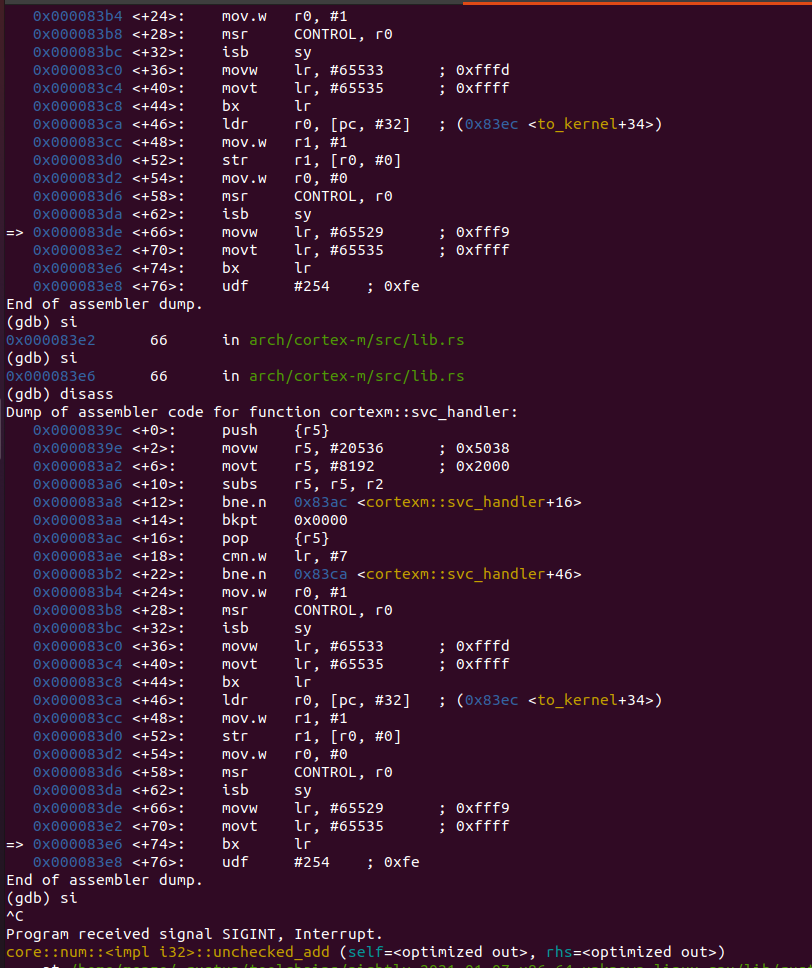 0x000083b4 <+24>: mov.w r0, #1
0x000083b8 <+28>: msr CONTROL, r0
0x000083bc <+32>: isb sy
0x000083c0 <+36>: movw lr, #65533 ; 0xfffd
0x000083c4 <+40>: movt lr, #65535 ; 0xffff
0x000083c8 <+44>: bx lr
0x000083ca <+46>: ldr r0, [pc, #32] ; (0x83ec <to_kernel+34>)
0x000083cc <+48>: mov.w r1, #1
0x000083d0 <+52>: str r1, [r0, #0]
0x000083d2 <+54>: mov.w r0, #0
0x000083d6 <+58>: msr CONTROL, r0
0x000083da <+62>: isb sy
=> 0x000083de <+66>: movw lr, #65529 ; 0xfff9
0x000083e2 <+70>: movt lr, #65535 ; 0xffff
0x000083e6 <+74>: bx lr
0x000083e8 <+76>: udf #254 ; 0xfe
End of assembler dump.
(gdb) si
0x000083e2 66 in arch/cortex-m/src/lib.rs
(gdb) si
0x000083e6 66 in arch/cortex-m/src/lib.rs
(gdb) disass
Dump of assembler code for function cortexm::svc_handler:
0x0000839c <+0>: push {r5}
0x0000839e <+2>: movw r5, #20536 ; 0x5038
0x000083a2 <+6>: movt r5, #8192 ; 0x2000
0x000083a6 <+10>: subs r5, r5, r2
0x000083a8 <+12>: bne.n 0x83ac <cortexm::svc_handler+16>
0x000083aa <+14>: bkpt 0x0000
0x000083ac <+16>: pop {r5}
0x000083ae <+18>: cmn.w lr, #7
0x000083b2 <+22>: bne.n 0x83ca <cortexm::svc_handler+46>
0x000083b4 <+24>: mov.w r0, #1
0x000083b8 <+28>: msr CONTROL, r0
0x000083bc <+32>: isb sy
0x000083c0 <+36>: movw lr, #65533 ; 0xfffd
0x000083c4 <+40>: movt lr, #65535 ; 0xffff
0x000083c8 <+44>: bx lr
0x000083ca <+46>: ldr r0, [pc, #32] ; (0x83ec <to_kernel+34>)
0x000083cc <+48>: mov.w r1, #1
0x000083d0 <+52>: str r1, [r0, #0]
0x000083d2 <+54>: mov.w r0, #0
0x000083d6 <+58>: msr CONTROL, r0
0x000083da <+62>: isb sy
0x000083de <+66>: movw lr, #65529 ; 0xfff9
0x000083e2 <+70>: movt lr, #65535 ; 0xffff
=> 0x000083e6 <+74>: bx lr
0x000083e8 <+76>: udf #254 ; 0xfe
End of assembler dump.
(gdb) si
^C
Program received signal SIGINT, Interrupt.
core::num::<impl i32>::unchecked_add (self=<optimized out>, rhs=<optimized out>)